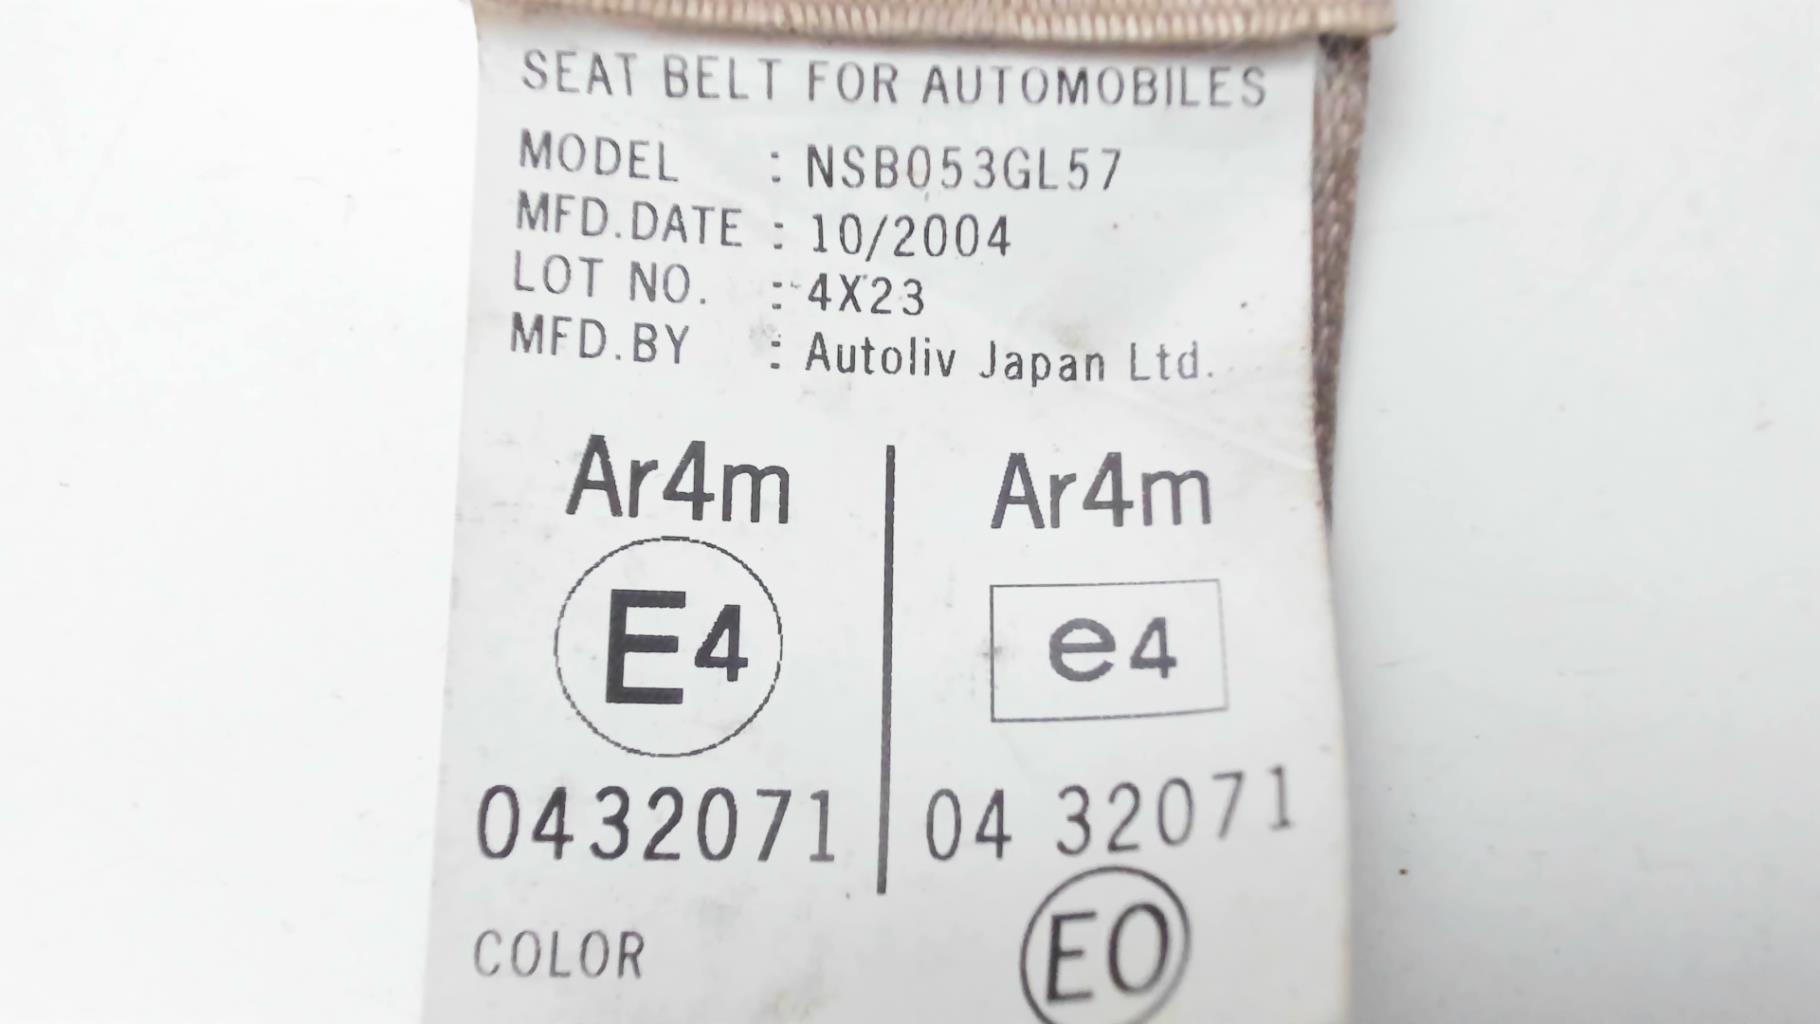 SEAT BELT FOR AUTOMOBILES
MODEL : NSB053GL57
MFD.DATE : 10/2004
LOT NO. : 4X23
MFD.BY : Autoliv Japan Ltd.
Ar4m Ar4m
E4 e4
0432071 04 32071
COLOR EO